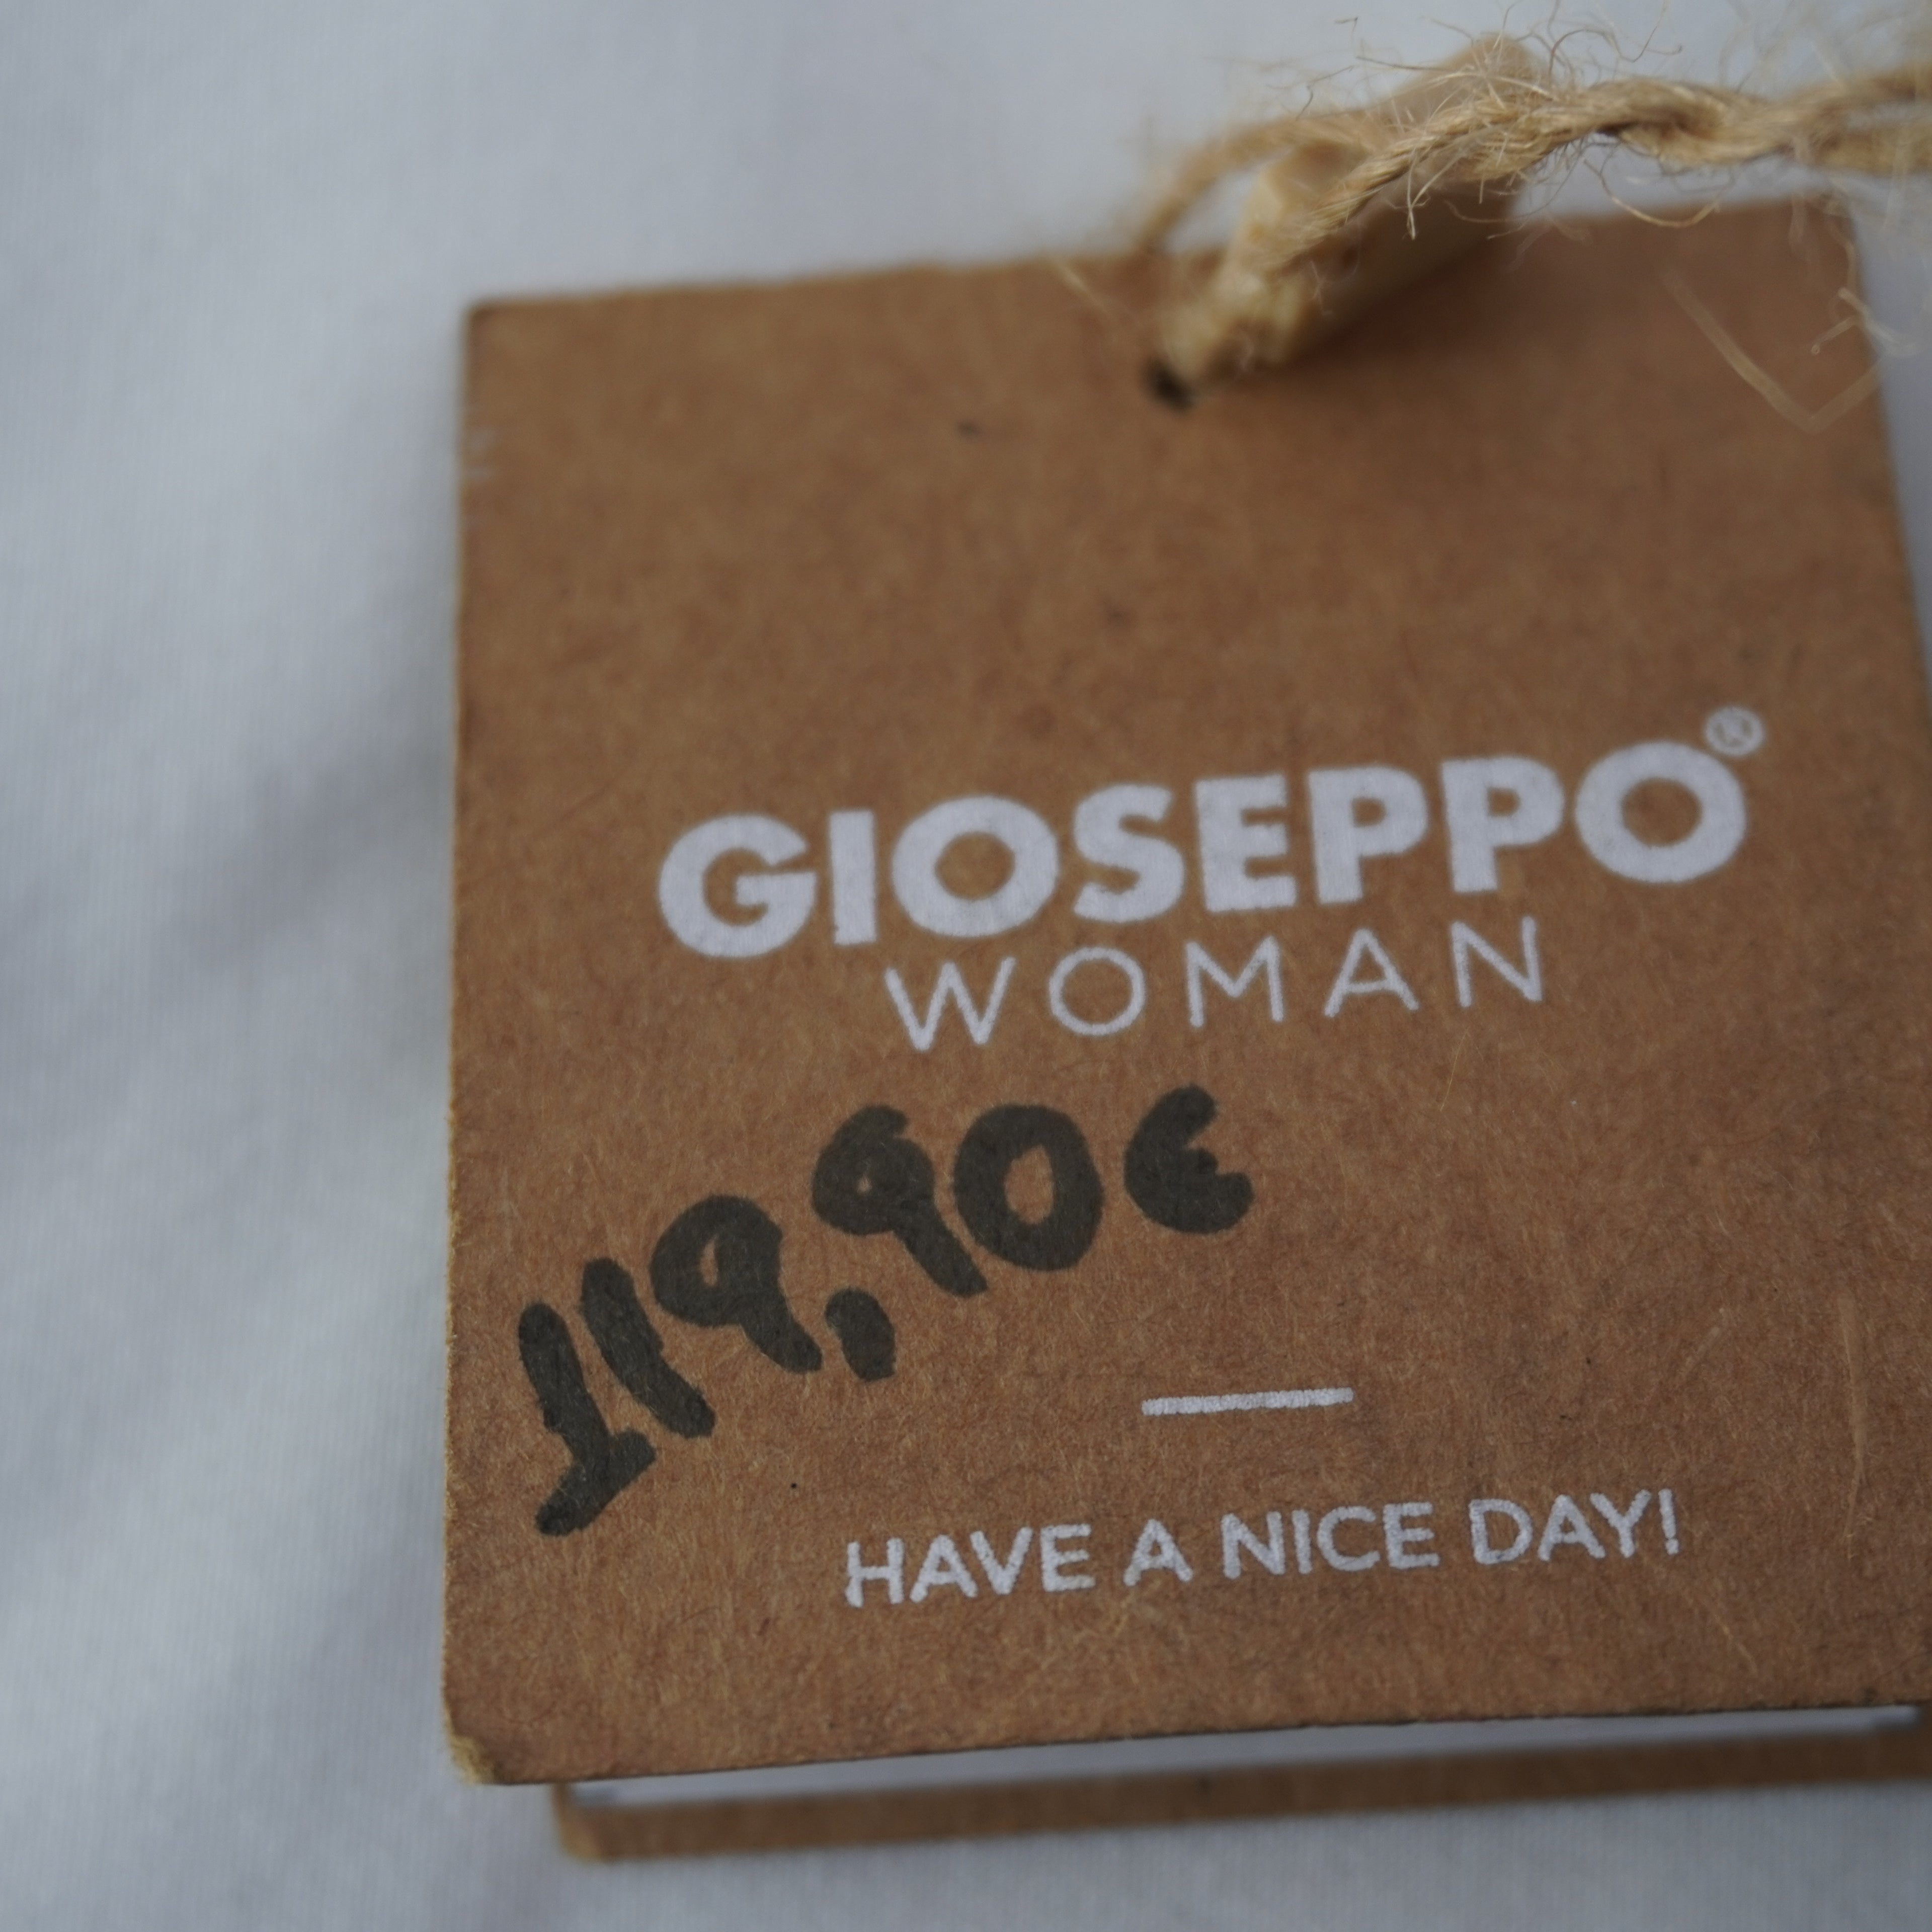 GIOSEPPO®
WOMAN
119,90€
HAVE A NICE DAY!